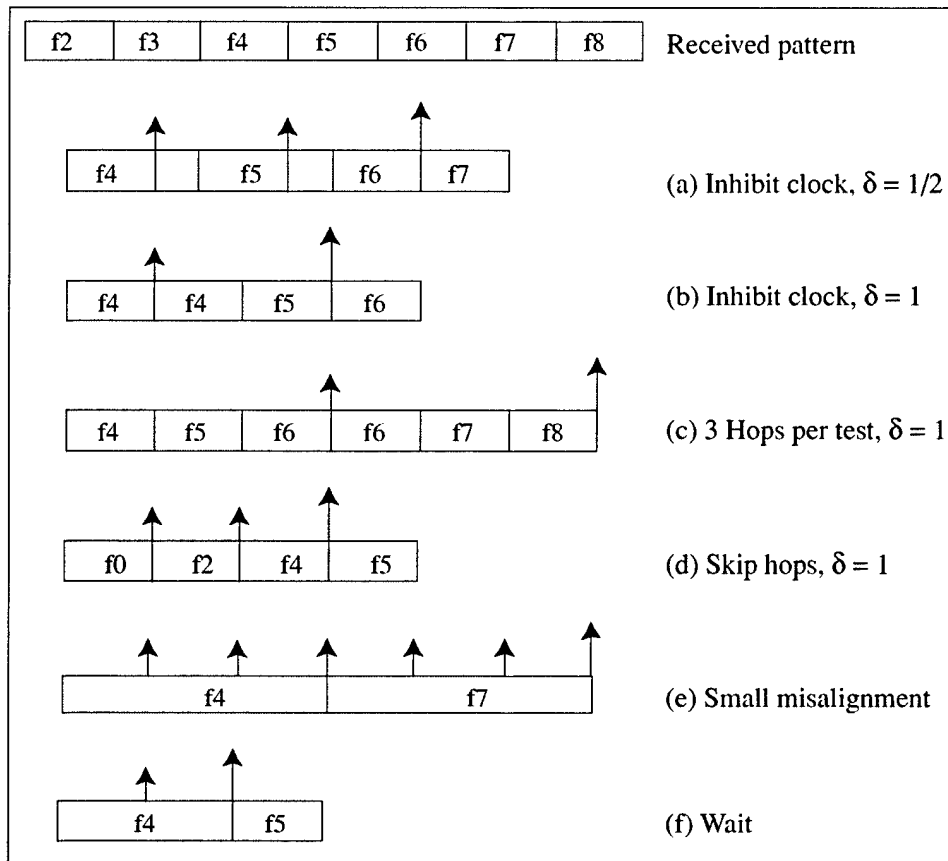 f2 f3 f4 f5 f6 f7 f8 Received pattern
f4 f5 f6 f7 (a) Inhibit clock, δ = 1/2
f4 f4 f5 f6 (b) Inhibit clock, δ = 1
f4 f5 f6 f6 f7 f8 (c) 3 Hops per test, δ = 1
f0 f2 f4 f5 (d) Skip hops, δ = 1
f4 f7 (e) Small misalignment
f4 f5 (f) Wait